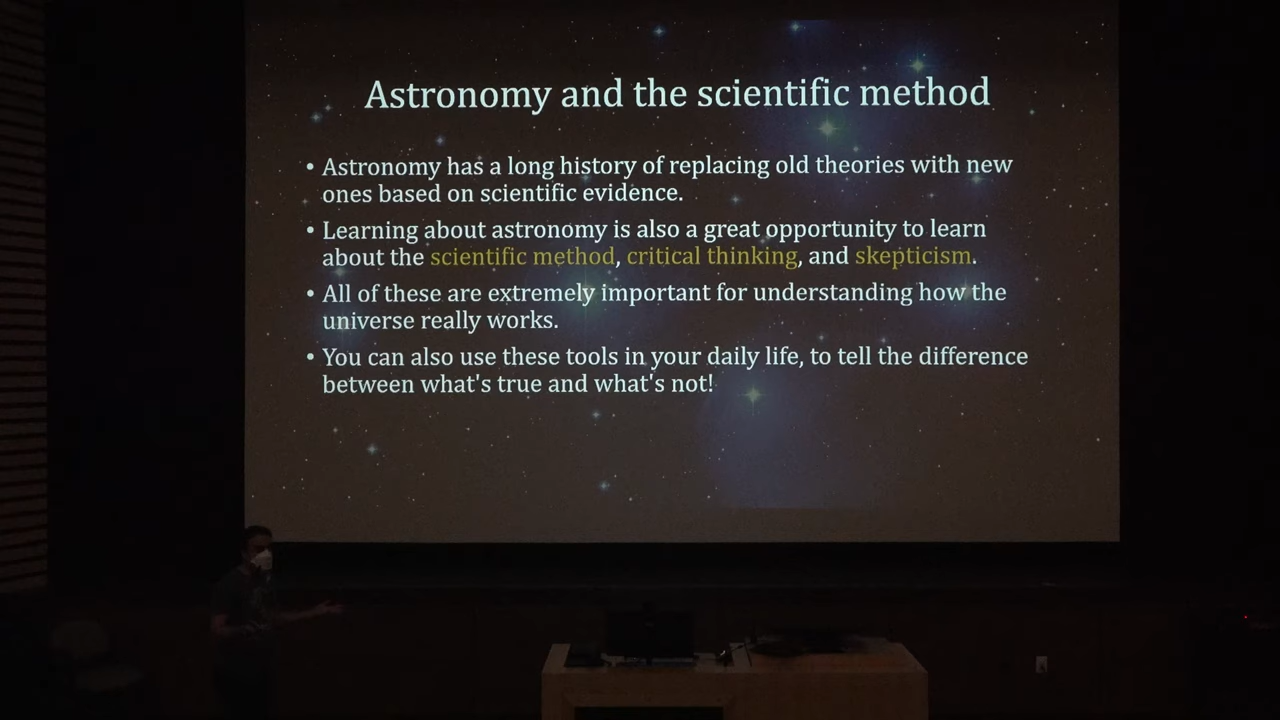 Astronomy and the scientific method
• Astronomy has a long history of replacing old theories with new
ones based on scientific evidence.
• Learning about astronomy is also a great opportunity to learn
about the scientific method, critical thinking, and skepticism.
• All of these are extremely important for understanding how the
universe really works.
• You can also use these tools in your daily life, to tell the difference
between what's true and what's not!